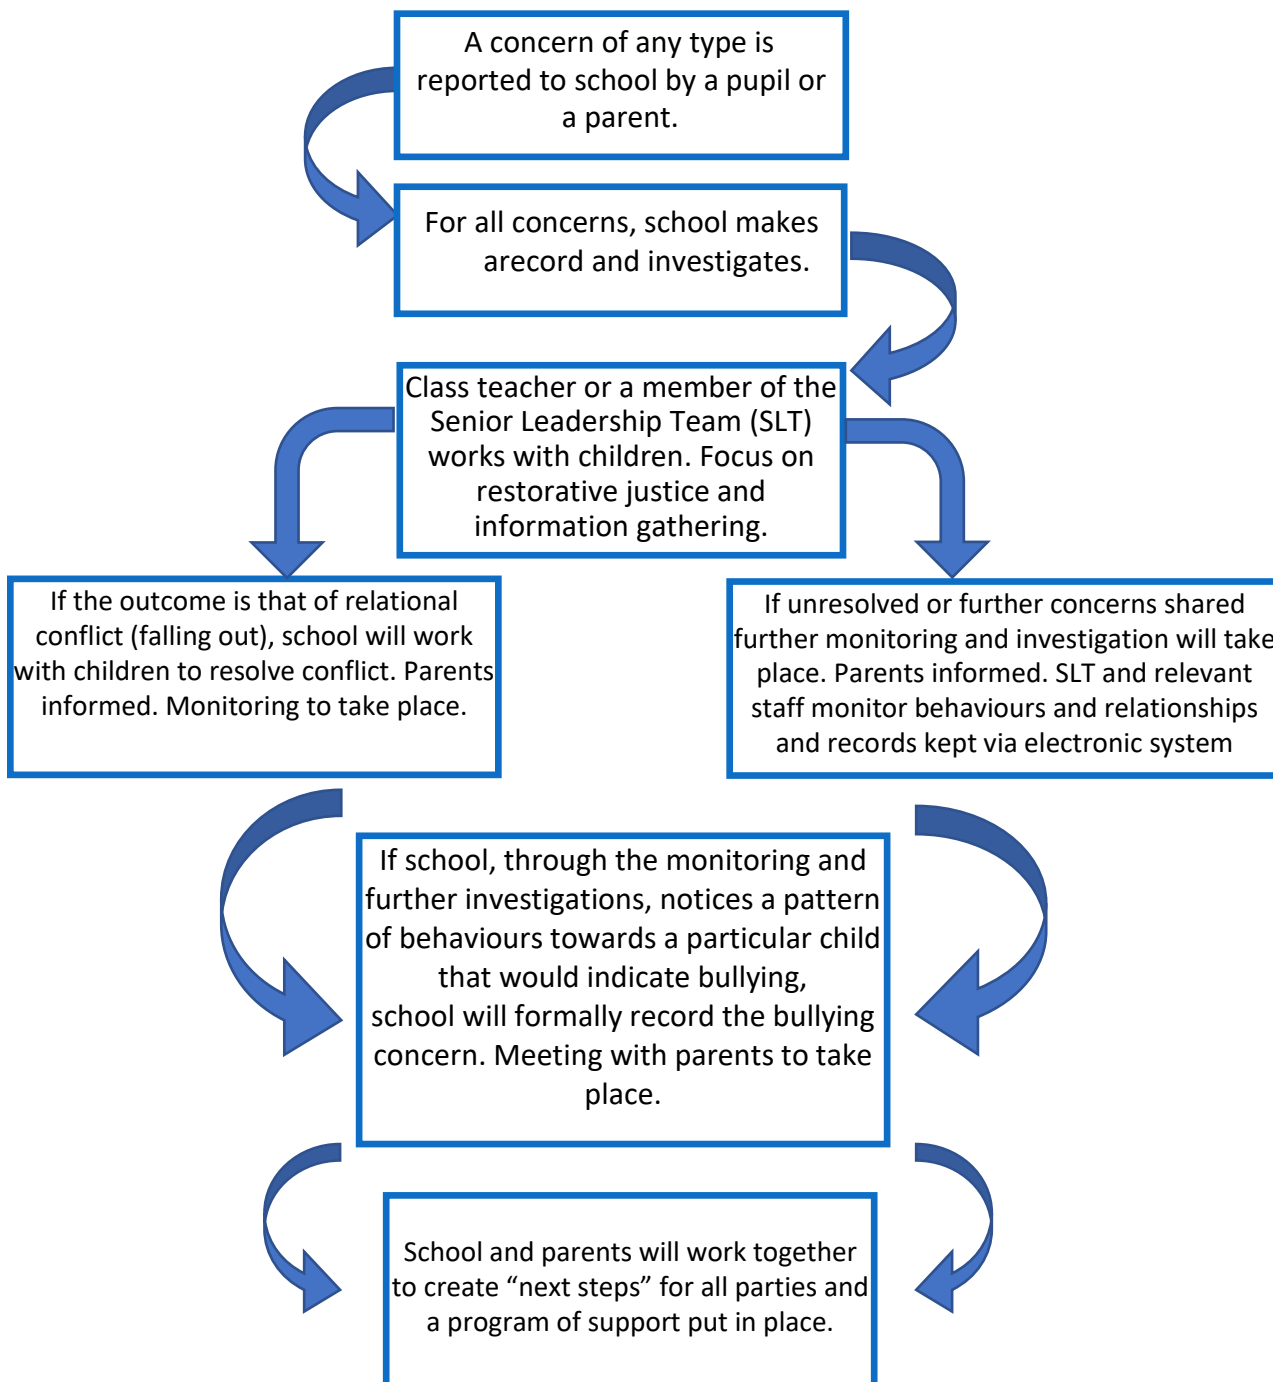 A concern of any type is
reported to school by a pupil or
a parent.
For all concerns, school makes
arecord and investigates.
Class teacher or a member of the
Senior Leadership Team (SLT)
works with children. Focus on
restorative justice and
information gathering.
If the outcome is that of relational
conflict (falling out), school will work
with children to resolve conflict. Parents
informed. Monitoring to take place.
If unresolved or further concerns shared
further monitoring and investigation will take
place. Parents informed. SLT and relevant
staff monitor behaviours and relationships
and records kept via electronic system
If school, through the monitoring and
further investigations, notices a pattern
of behaviours towards a particular child
that would indicate bullying,
school will formally record the bullying
concern. Meeting with parents to take
place.
School and parents will work together
to create “next steps” for all parties and
a program of support put in place.